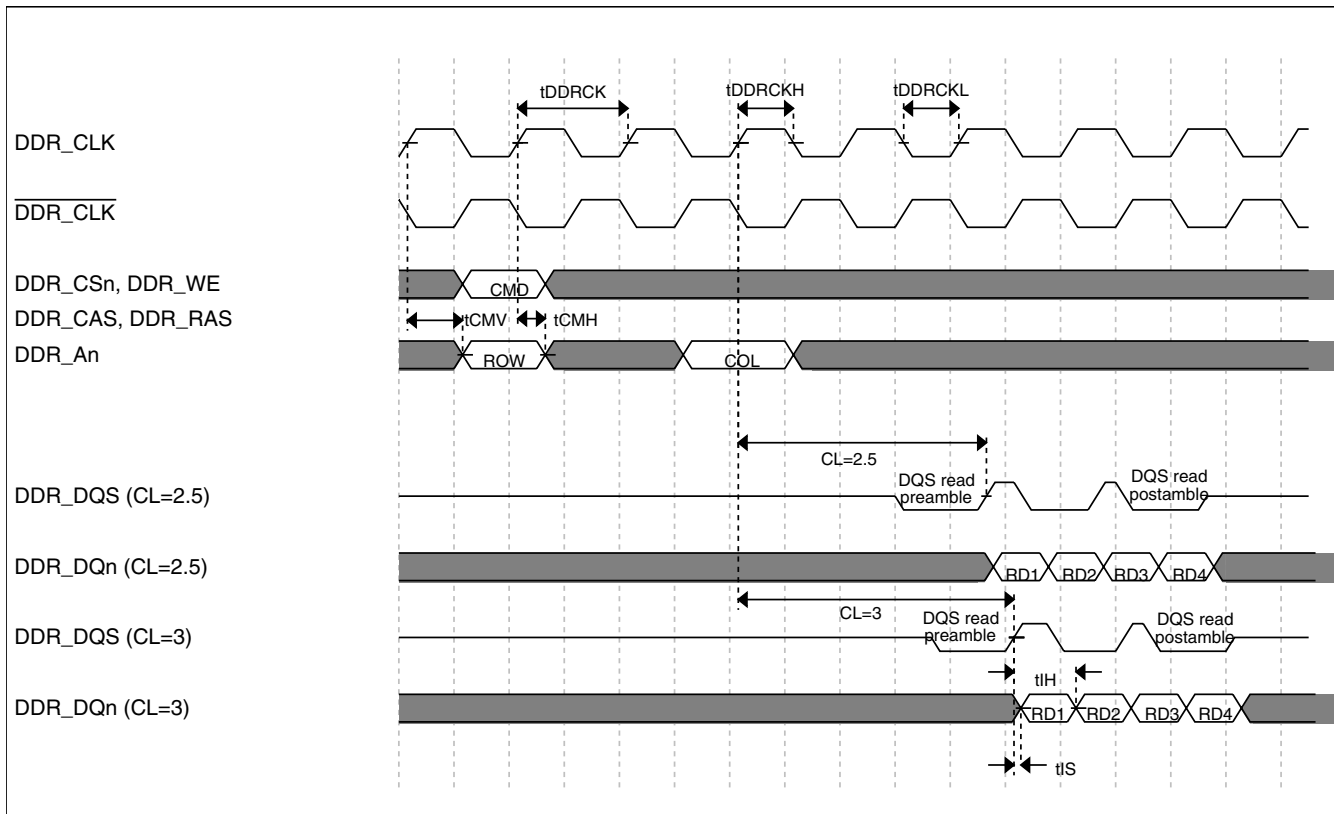 tDDRCK
tDDRCKH
tDDRCKL
DDR_CLK
DDR_CLK
DDR_CSn, DDR_WE
CMD
DDR_CAS, DDR_RAS
tCMV
tCMH
DDR_An
ROW
COL
CL=2.5
DDR_DQS (CL=2.5)
DQS read
preamble
DQS read
postamble
DDR_DQn (CL=2.5)
RD1
RD2
RD3
RD4
CL=3
DDR_DQS (CL=3)
DQS read
preamble
DQS read
postamble
tIH
DDR_DQn (CL=3)
RD1
RD2
RD3
RD4
tIS